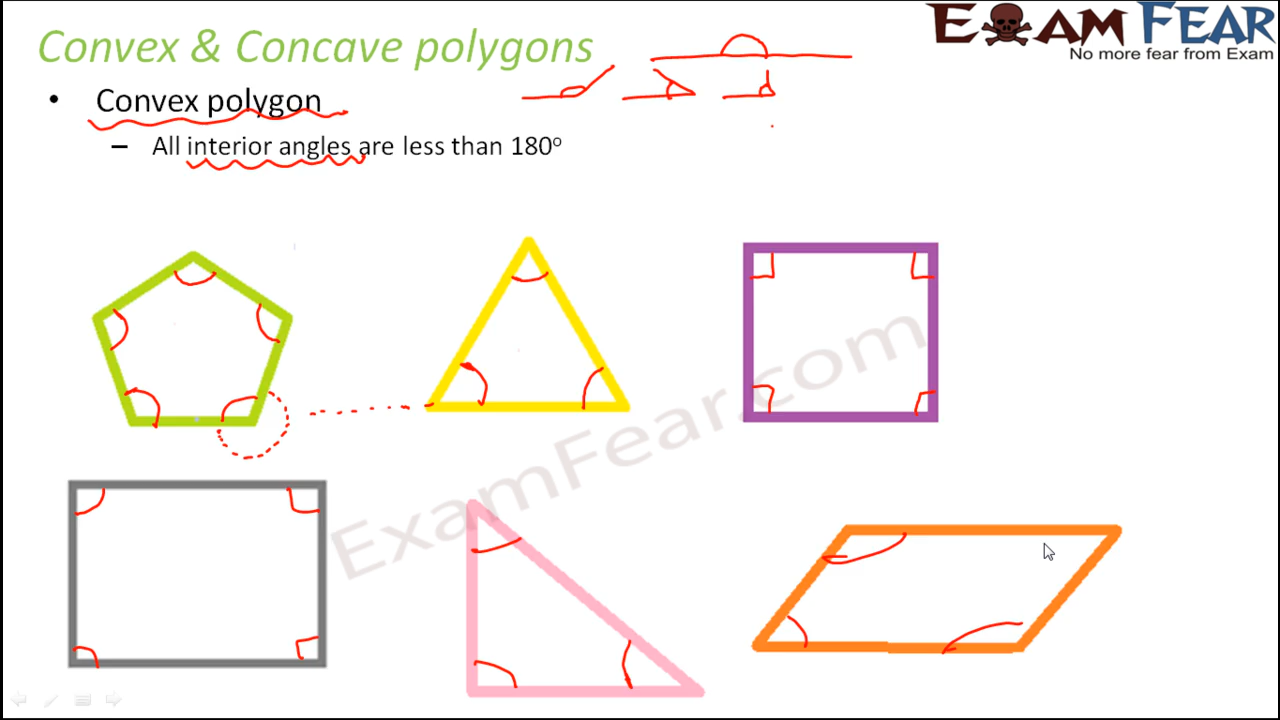 Convex & Concave polygons
EXAM FEAR
No more fear from Exam
• Convex polygon
– All interior angles are less than 180°
ExamFear.com